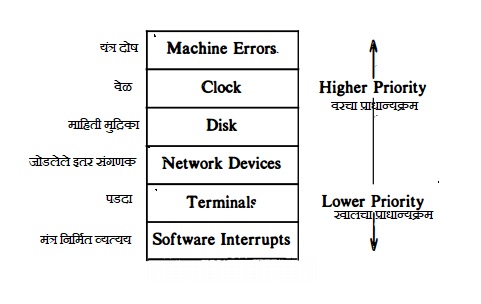 यंत्र दोष Machine Errors
वेळ Clock
Higher Priority
वरचा प्राधान्यक्रम
माहिती मुद्रिका Disk
जोडलेले इतर संगणक Network Devices
पडदा Terminals
Lower Priority
खालचा प्राधान्यक्रम
मंत्र निर्मित व्यत्यय Software Interrupts